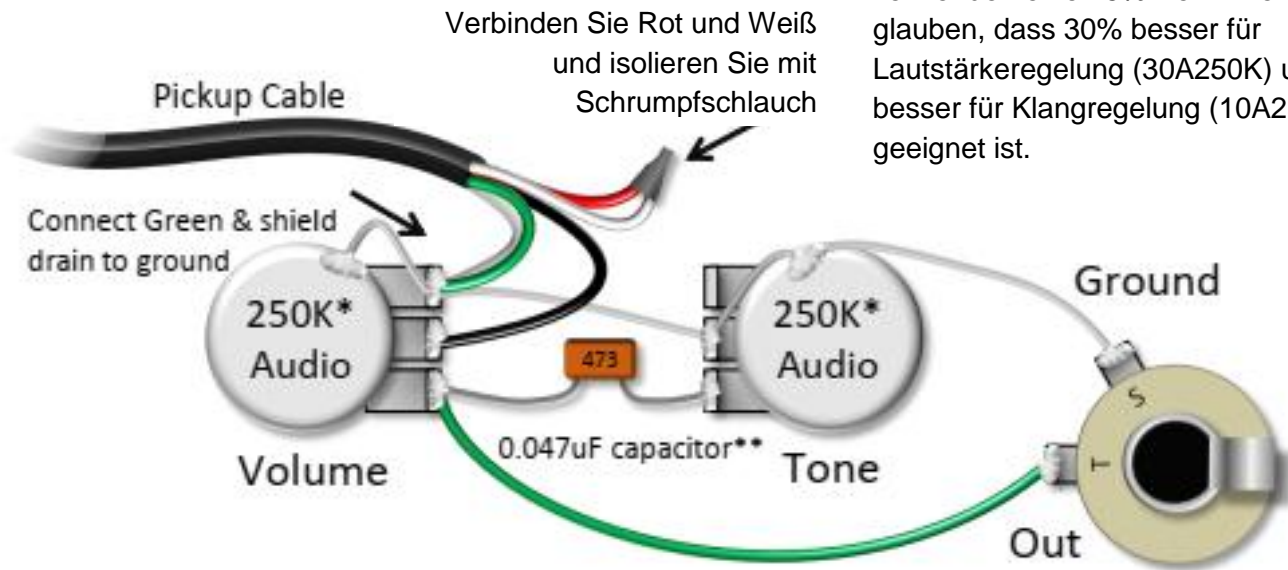 Verbinden Sie Rot und Weiß
und isolieren Sie mit
Schrumpfschlauch
glauben, dass 30% besser für
Lautstärkeregelung (30A250K)
besser für Klangregelung (10A2
geeignet ist.
Pickup Cable
Connect Green & shield
drain to ground
250K*
Audio
Volume
473
0.047uF capacitor**
250K*
Audio
Tone
Ground
S
T
Out